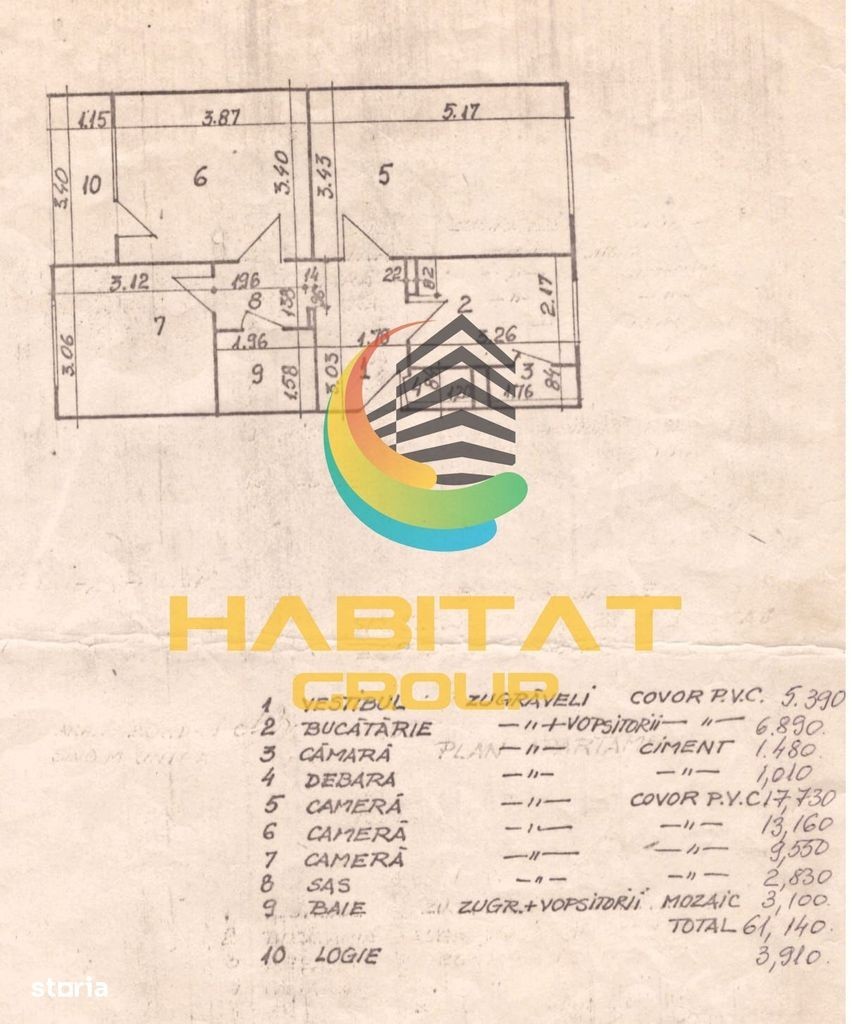 1.15 3.87 5.17
3.40 10 6 3.40 3.43 5
3.12 1.96 14 22 82
7 8 1.38 96 2 2.17
3.06 1.96 1.78 3.26
9 1.58 3.03 1 4 3 84
1.20 1.76
HABITAT
GROUP
1 VESTIBUL ZUGRĂVELI COVOR P.V.C. 5.390
2 BUCĂTĂRIE —"—+VOPSITORII— "— 6.890.
3 CĂMARĂ —"— CIMENT 1.480.
4 DEBARA —"— —"— 1,010
5 CAMERĂ —"— COVOR P.V.C 17,730
6 CAMERĂ —"— —"— 13,160
7 CAMERĂ —"— —"— 9,550
8 SAS —"— —"— 2,830
9 BAIE ZUGR.+VOPSITORII MOZAIC 3,100.
TOTAL 61,140.
10 LOGIE 3,910.
storia